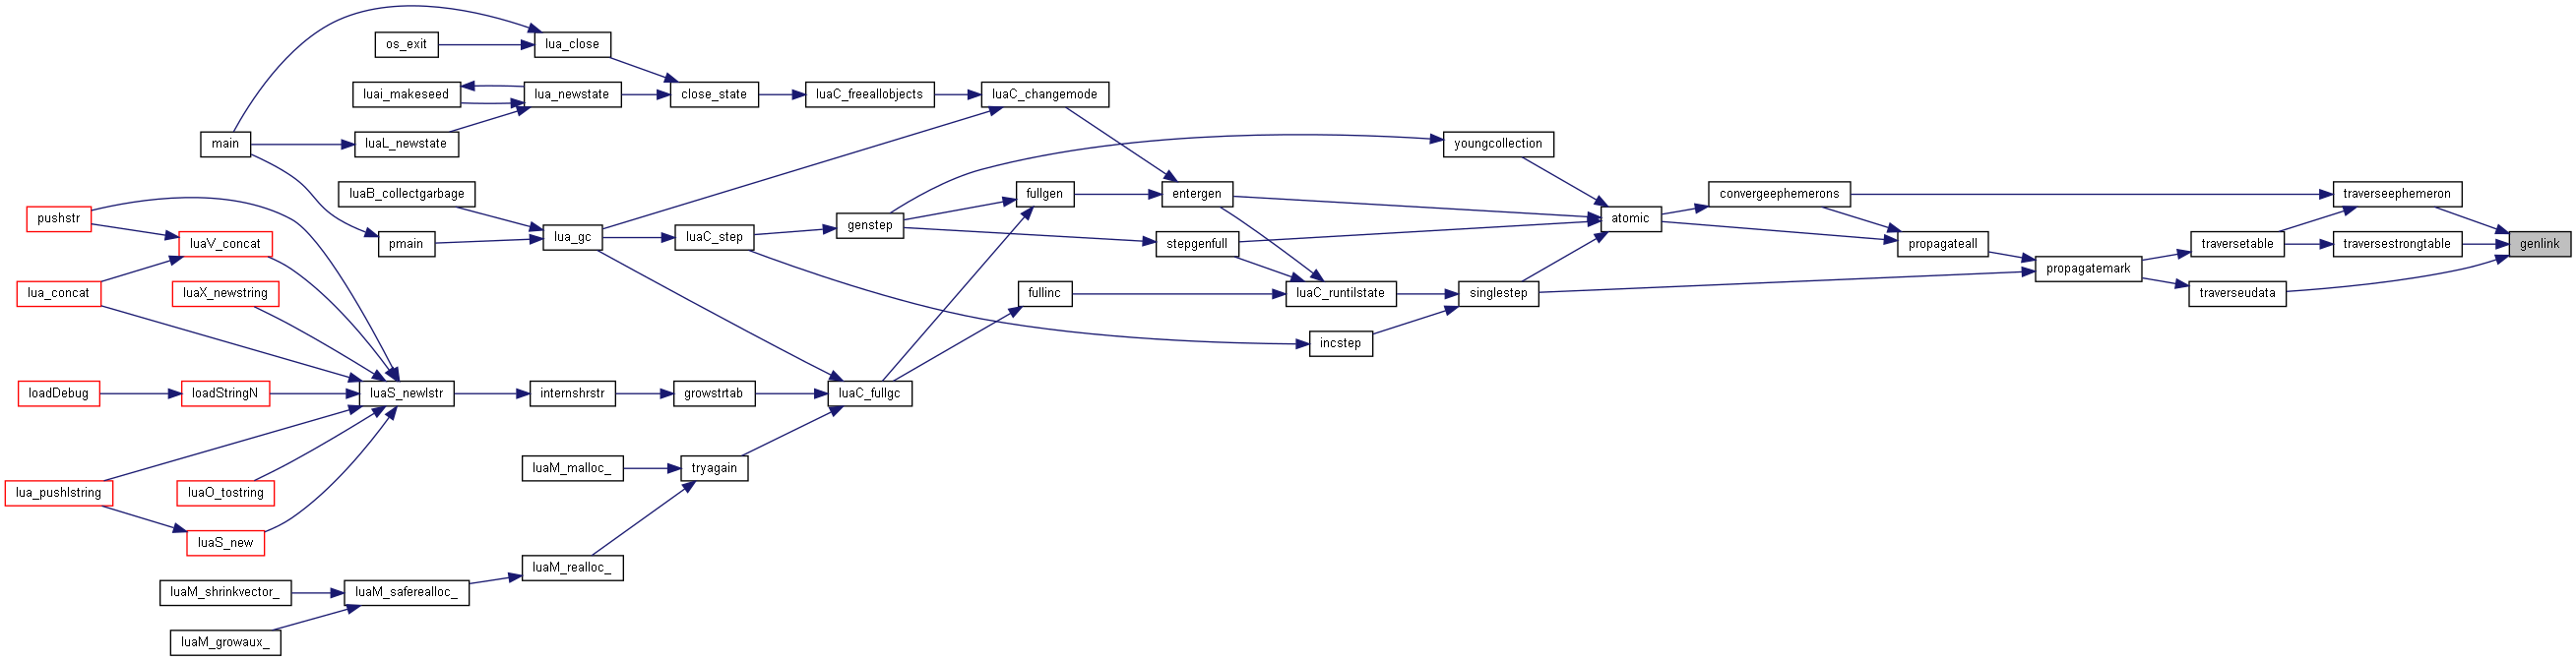 os_exit
lua_close
luai_makeseed
lua_newstate
close_state
luaC_freeallobjects
luaC_changemode
main
luaL_newstate
youngcollection
luaB_collectgarbage
fullgen
entergen
convergeephemerons
traverseephemeron
pushstr
luaV_concat
pmain
lua_gc
luaC_step
genstep
stepgenfull
atomic
propagateall
traversetable
traversestrongtable
genlink
propagatemark
lua_concat
luaX_newstring
fullinc
luaC_runtilstate
singlestep
traverseudata
incstep
loadDebug
loadStringN
luaS_newlstr
internshrstr
growstrtab
luaC_fullgc
luaM_malloc_
tryagain
lua_pushlstring
luaO_tostring
luaS_new
luaM_realloc_
luaM_shrinkvector_
luaM_saferealloc_
luaM_growaux_